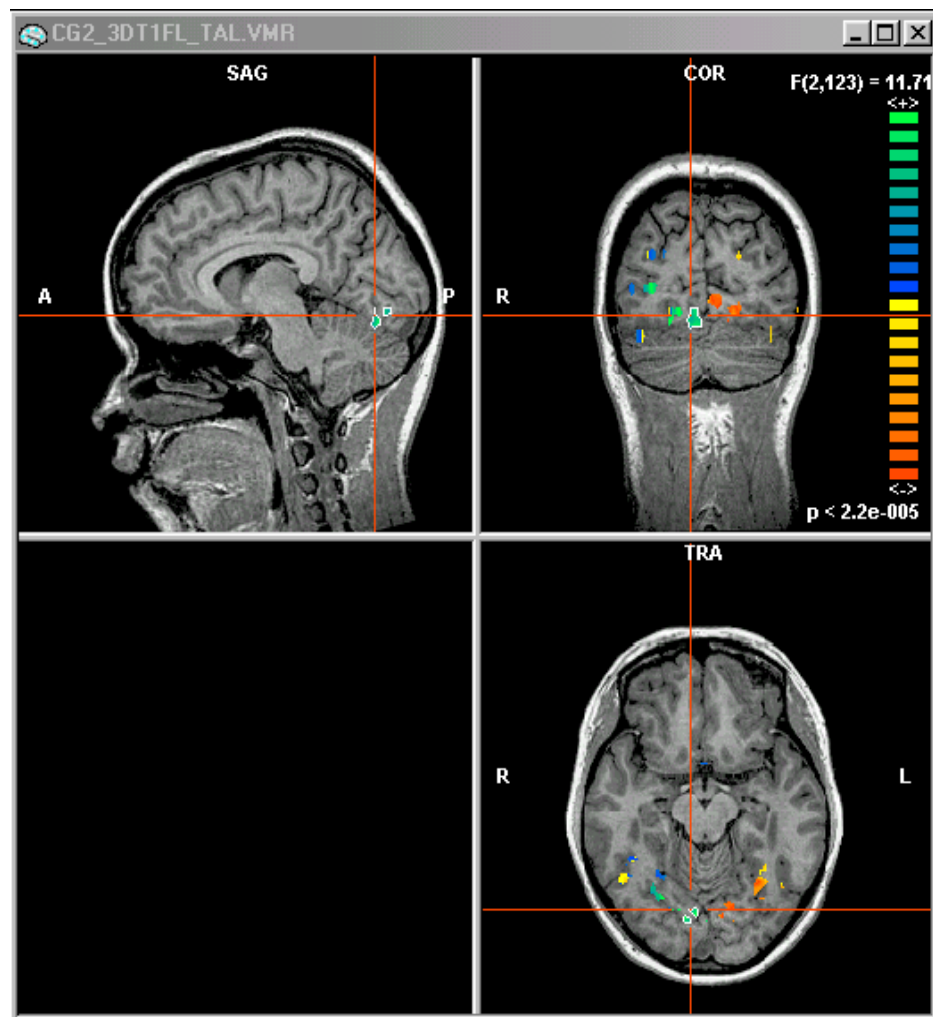 CG2_3DT1FL_TAL.VMR
SAG
A
P
COR
R
F(2,123) = 11.71
<+>
<->
p < 2.2e-005
TRA
R
L